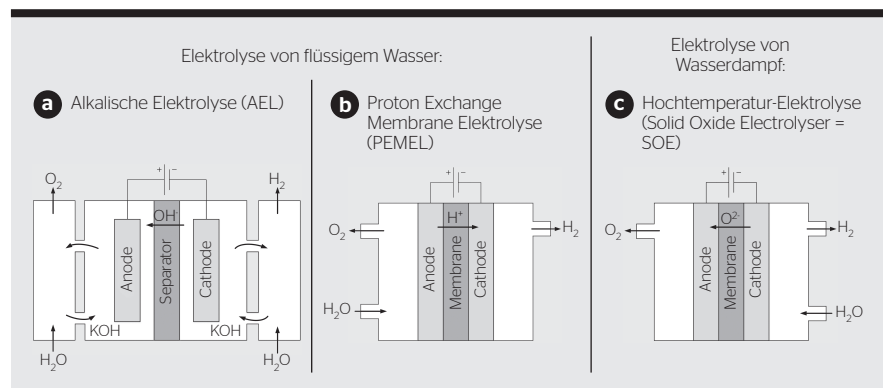 Elektrolyse von flüssigem Wasser:
Elektrolyse von
Wasserdampf:
a Alkalische Elektrolyse (AEL)
b Proton Exchange
Membrane Elektrolyse
(PEMEL)
c Hochtemperatur-Elektrolyse
(Solid Oxide Electrolyser =
SOE)
O₂
+ −
H₂
OH⁻
Anode
Separator
Cathode
KOH
KOH
H₂O
H₂O
+ −
O₂
H⁺
H₂
Anode
Membrane
Cathode
H₂O
+ −
O₂
O²⁻
H₂
Anode
Membrane
Cathode
H₂O